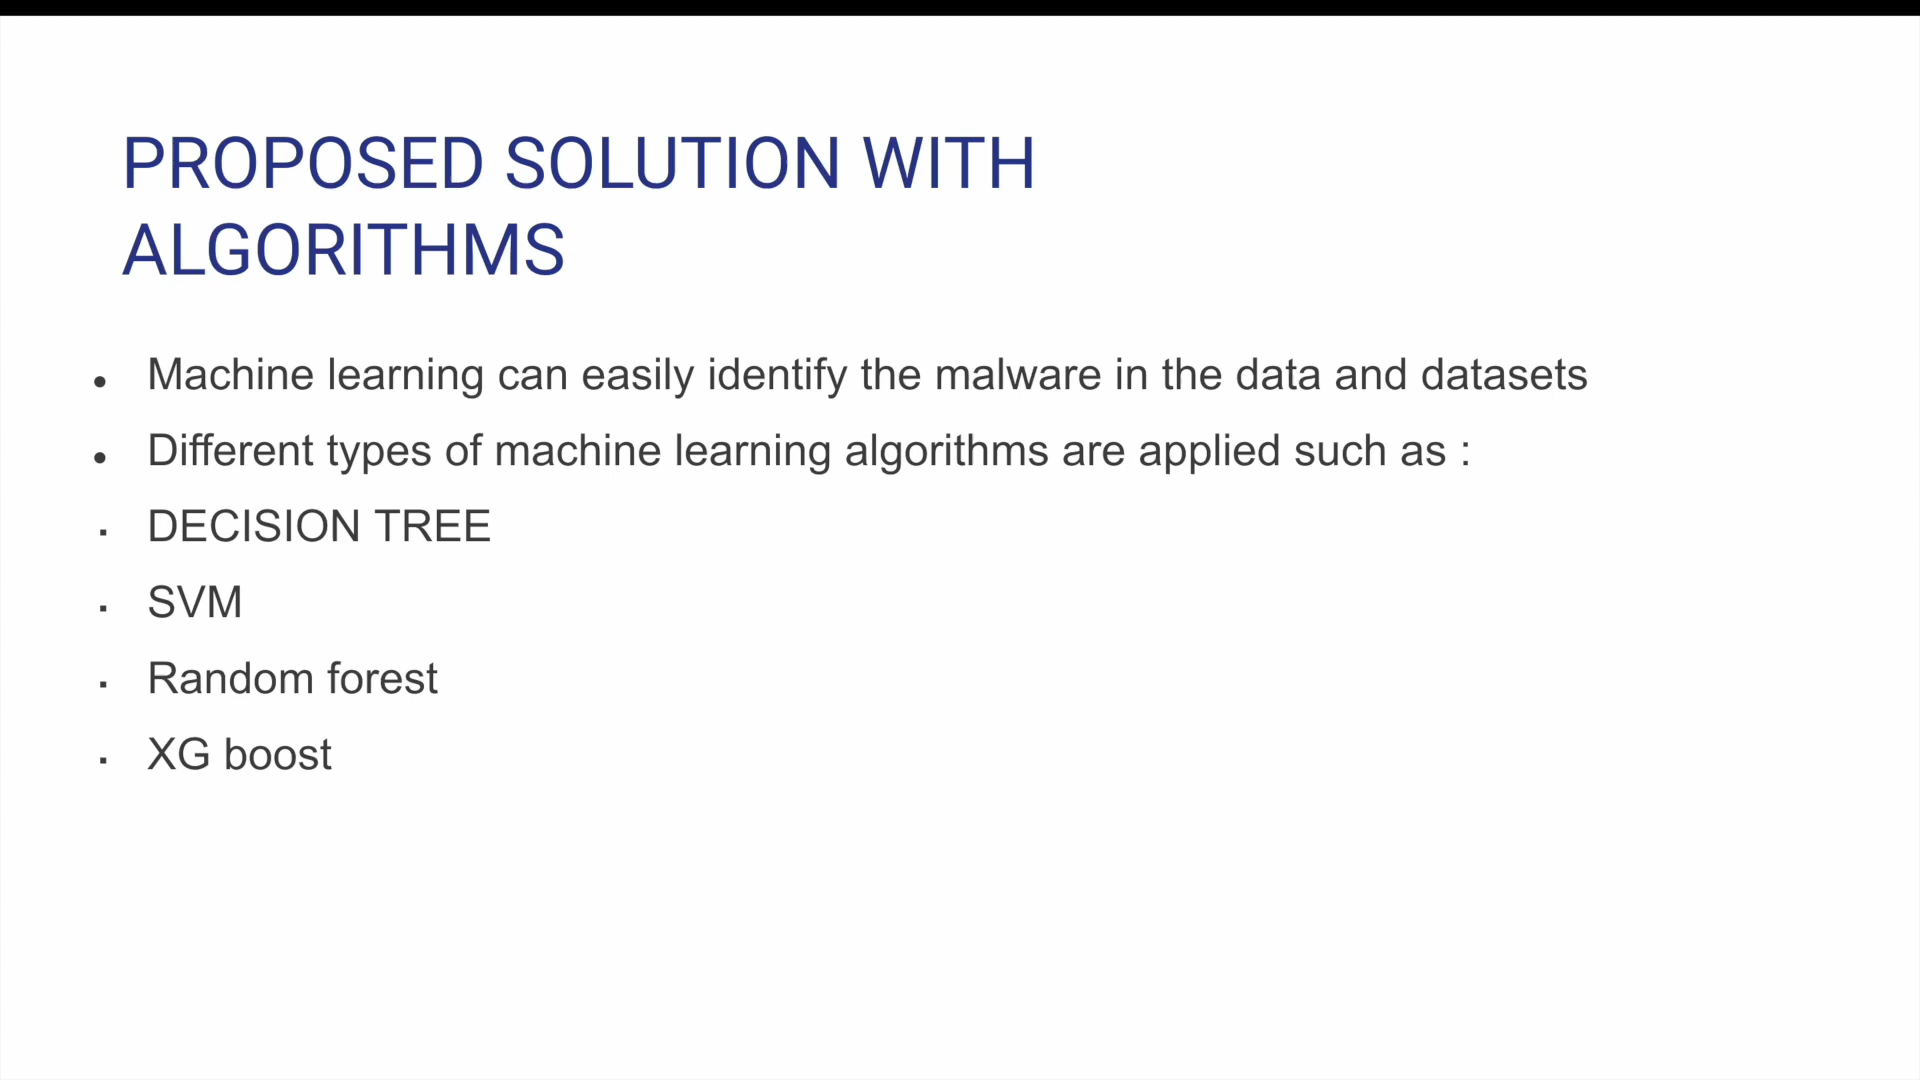 PROPOSED SOLUTION WITH
ALGORITHMS
• Machine learning can easily identify the malware in the data and datasets
• Different types of machine learning algorithms are applied such as :
▪ DECISION TREE
▪ SVM
▪ Random forest
▪ XG boost